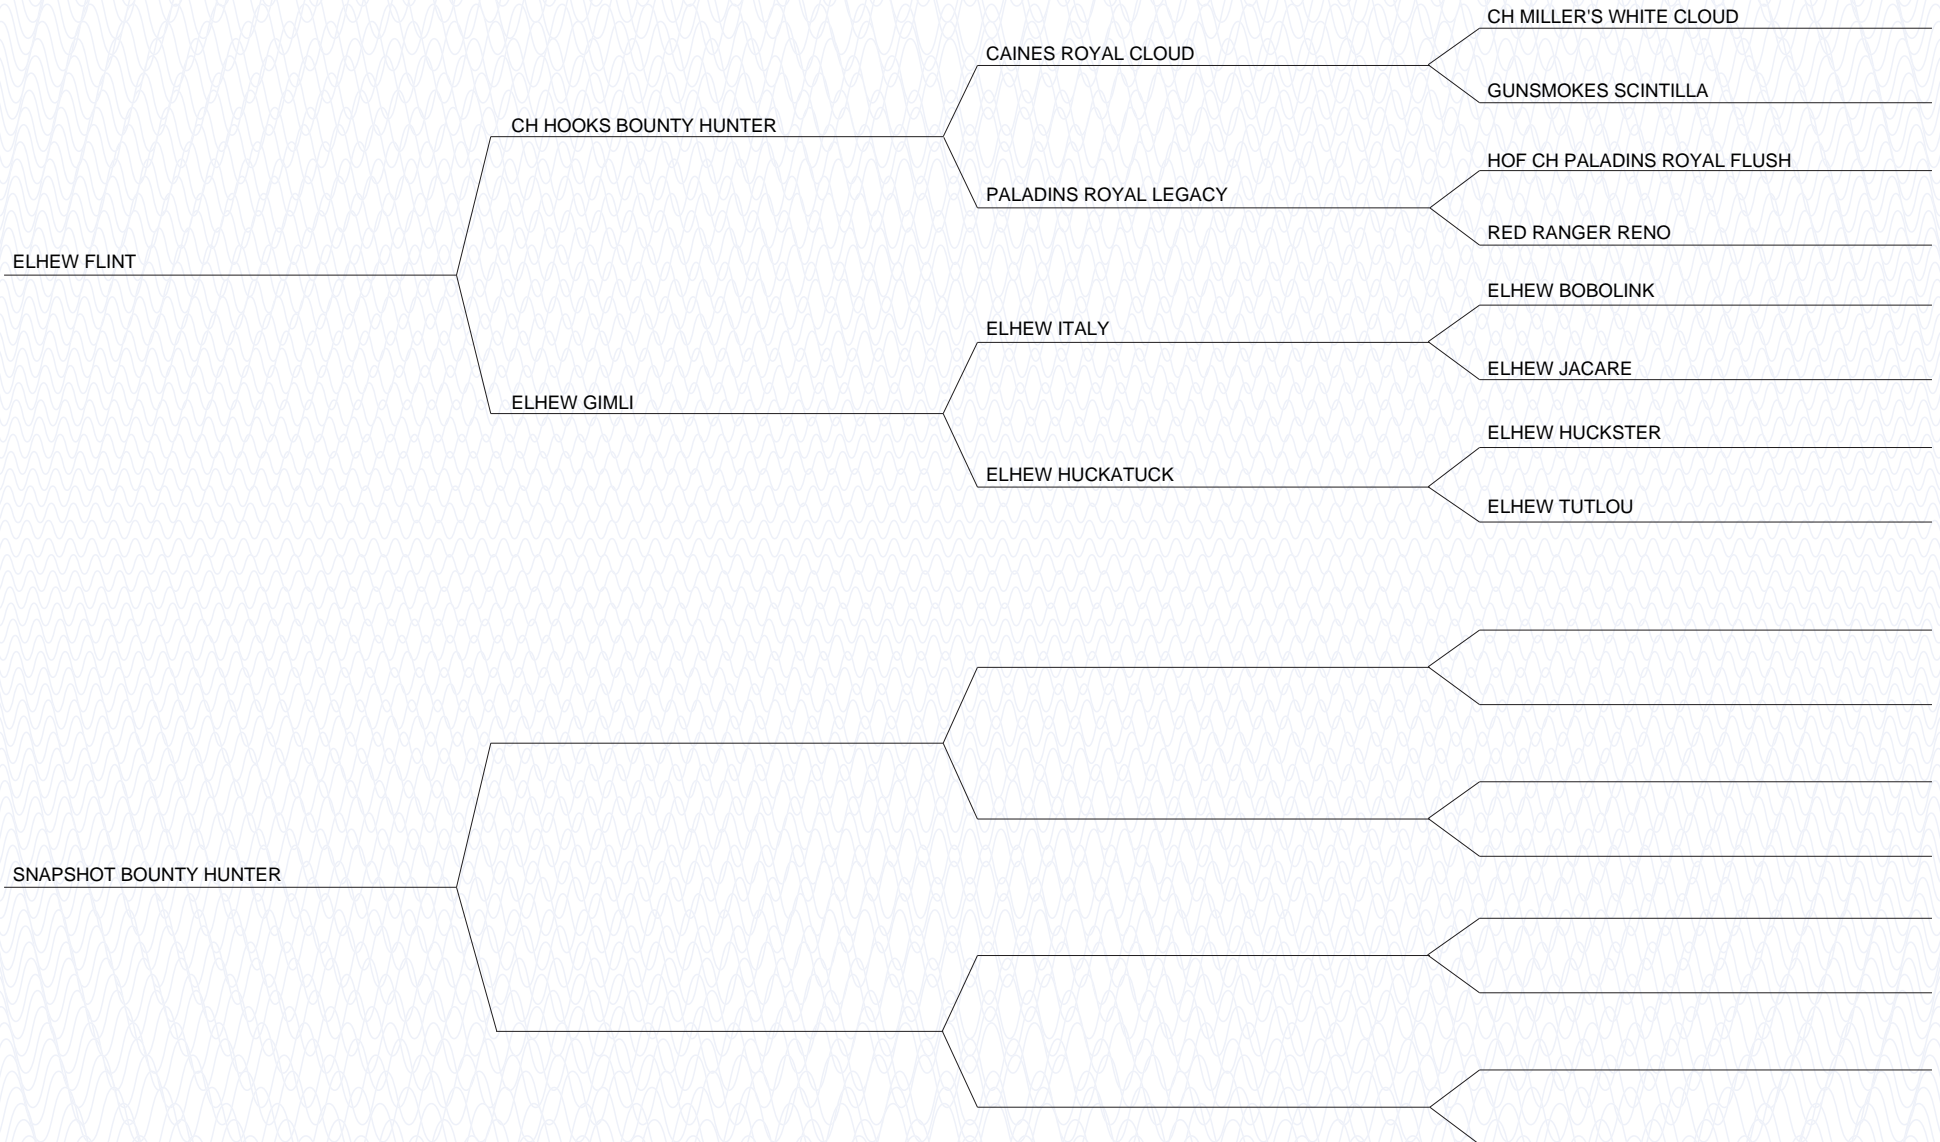 CH MILLER'S WHITE CLOUD
CAINES ROYAL CLOUD
GUNSMOKES SCINTILLA
CH HOOKS BOUNTY HUNTER
HOF CH PALADINS ROYAL FLUSH
PALADINS ROYAL LEGACY
RED RANGER RENO
ELHEW FLINT
ELHEW BOBOLINK
ELHEW ITALY
ELHEW JACARE
ELHEW GIMLI
ELHEW HUCKSTER
ELHEW HUCKATUCK
ELHEW TUTLOU
SNAPSHOT BOUNTY HUNTER